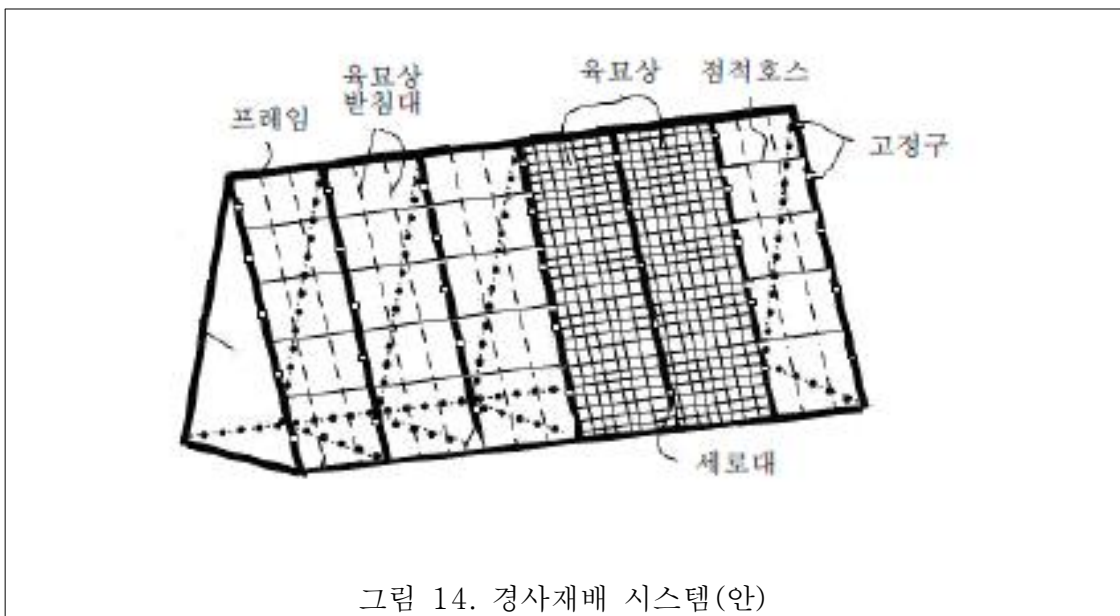 프레임
육묘상
받침대
육묘상
점적호스
고정구
세로대
그림 14. 경사재배 시스템(안)